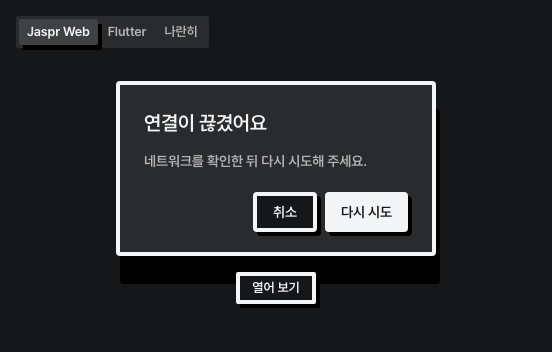 Jaspr Web Flutter 나란히
연결이 끊겼어요
네트워크를 확인한 뒤 다시 시도해 주세요.
취소 다시 시도
열어 보기